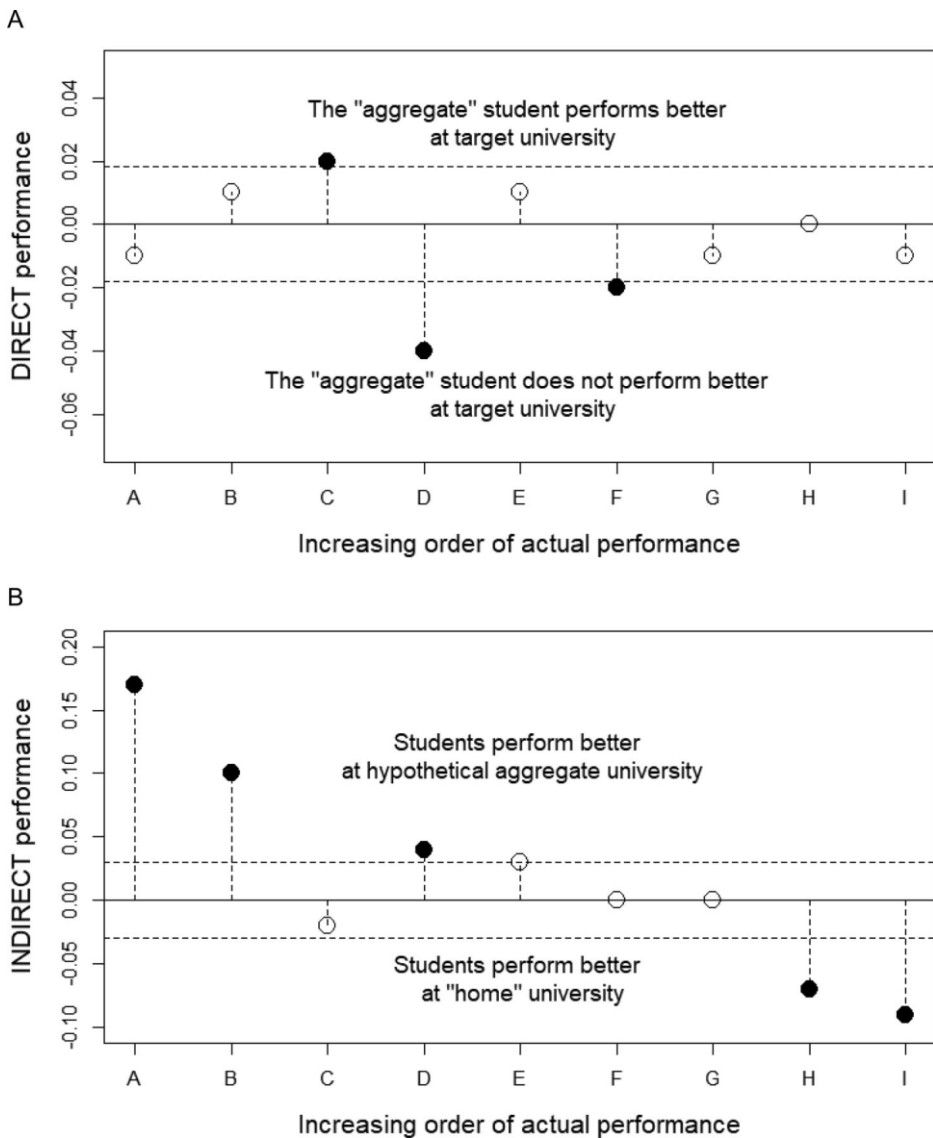 A
DIRECT performance
0.04
0.02
0.00
-0.02
-0.04
-0.06
The "aggregate" student performs better
at target university
The "aggregate" student does not perform better
at target university
A B C D E F G H I
Increasing order of actual performance
B
INDIRECT performance
0.20
0.15
0.10
0.05
0.00
-0.05
-0.10
Students perform better
at hypothetical aggregate university
Students perform better
at "home" university
A B C D E F G H I
Increasing order of actual performance